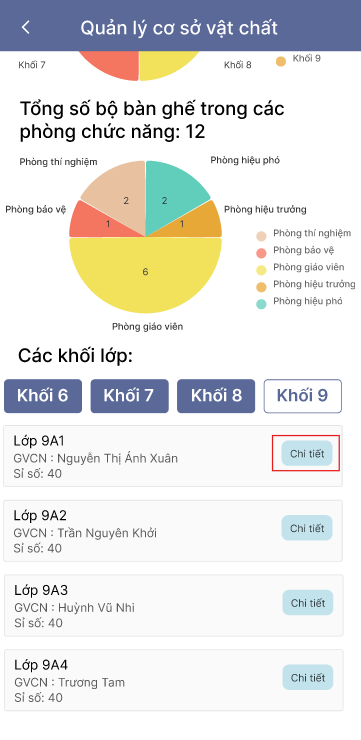 Quản lý cơ sở vật chất
Khối 7
Khối 8
Khối 9
Tổng số bộ bàn ghế trong các
phòng chức năng: 12
Phòng thí nghiệm
Phòng hiệu phó
2
2
Phòng bảo vệ
1
1
Phòng hiệu trưởng
6
Phòng giáo viên
Phòng thí nghiệm
Phòng bảo vệ
Phòng giáo viên
Phòng hiệu trưởng
Phòng hiệu phó
Các khối lớp:
Khối 6 Khối 7 Khối 8 Khối 9
Lớp 9A1
GVCN : Nguyễn Thị Ánh Xuân
Sỉ số: 40
Chi tiết
Lớp 9A2
GVCN : Trần Nguyên Khởi
Sỉ số: 40
Chi tiết
Lớp 9A3
GVCN : Huỳnh Vũ Nhi
Sỉ số: 40
Chi tiết
Lớp 9A4
GVCN : Trương Tam
Sỉ số: 40
Chi tiết